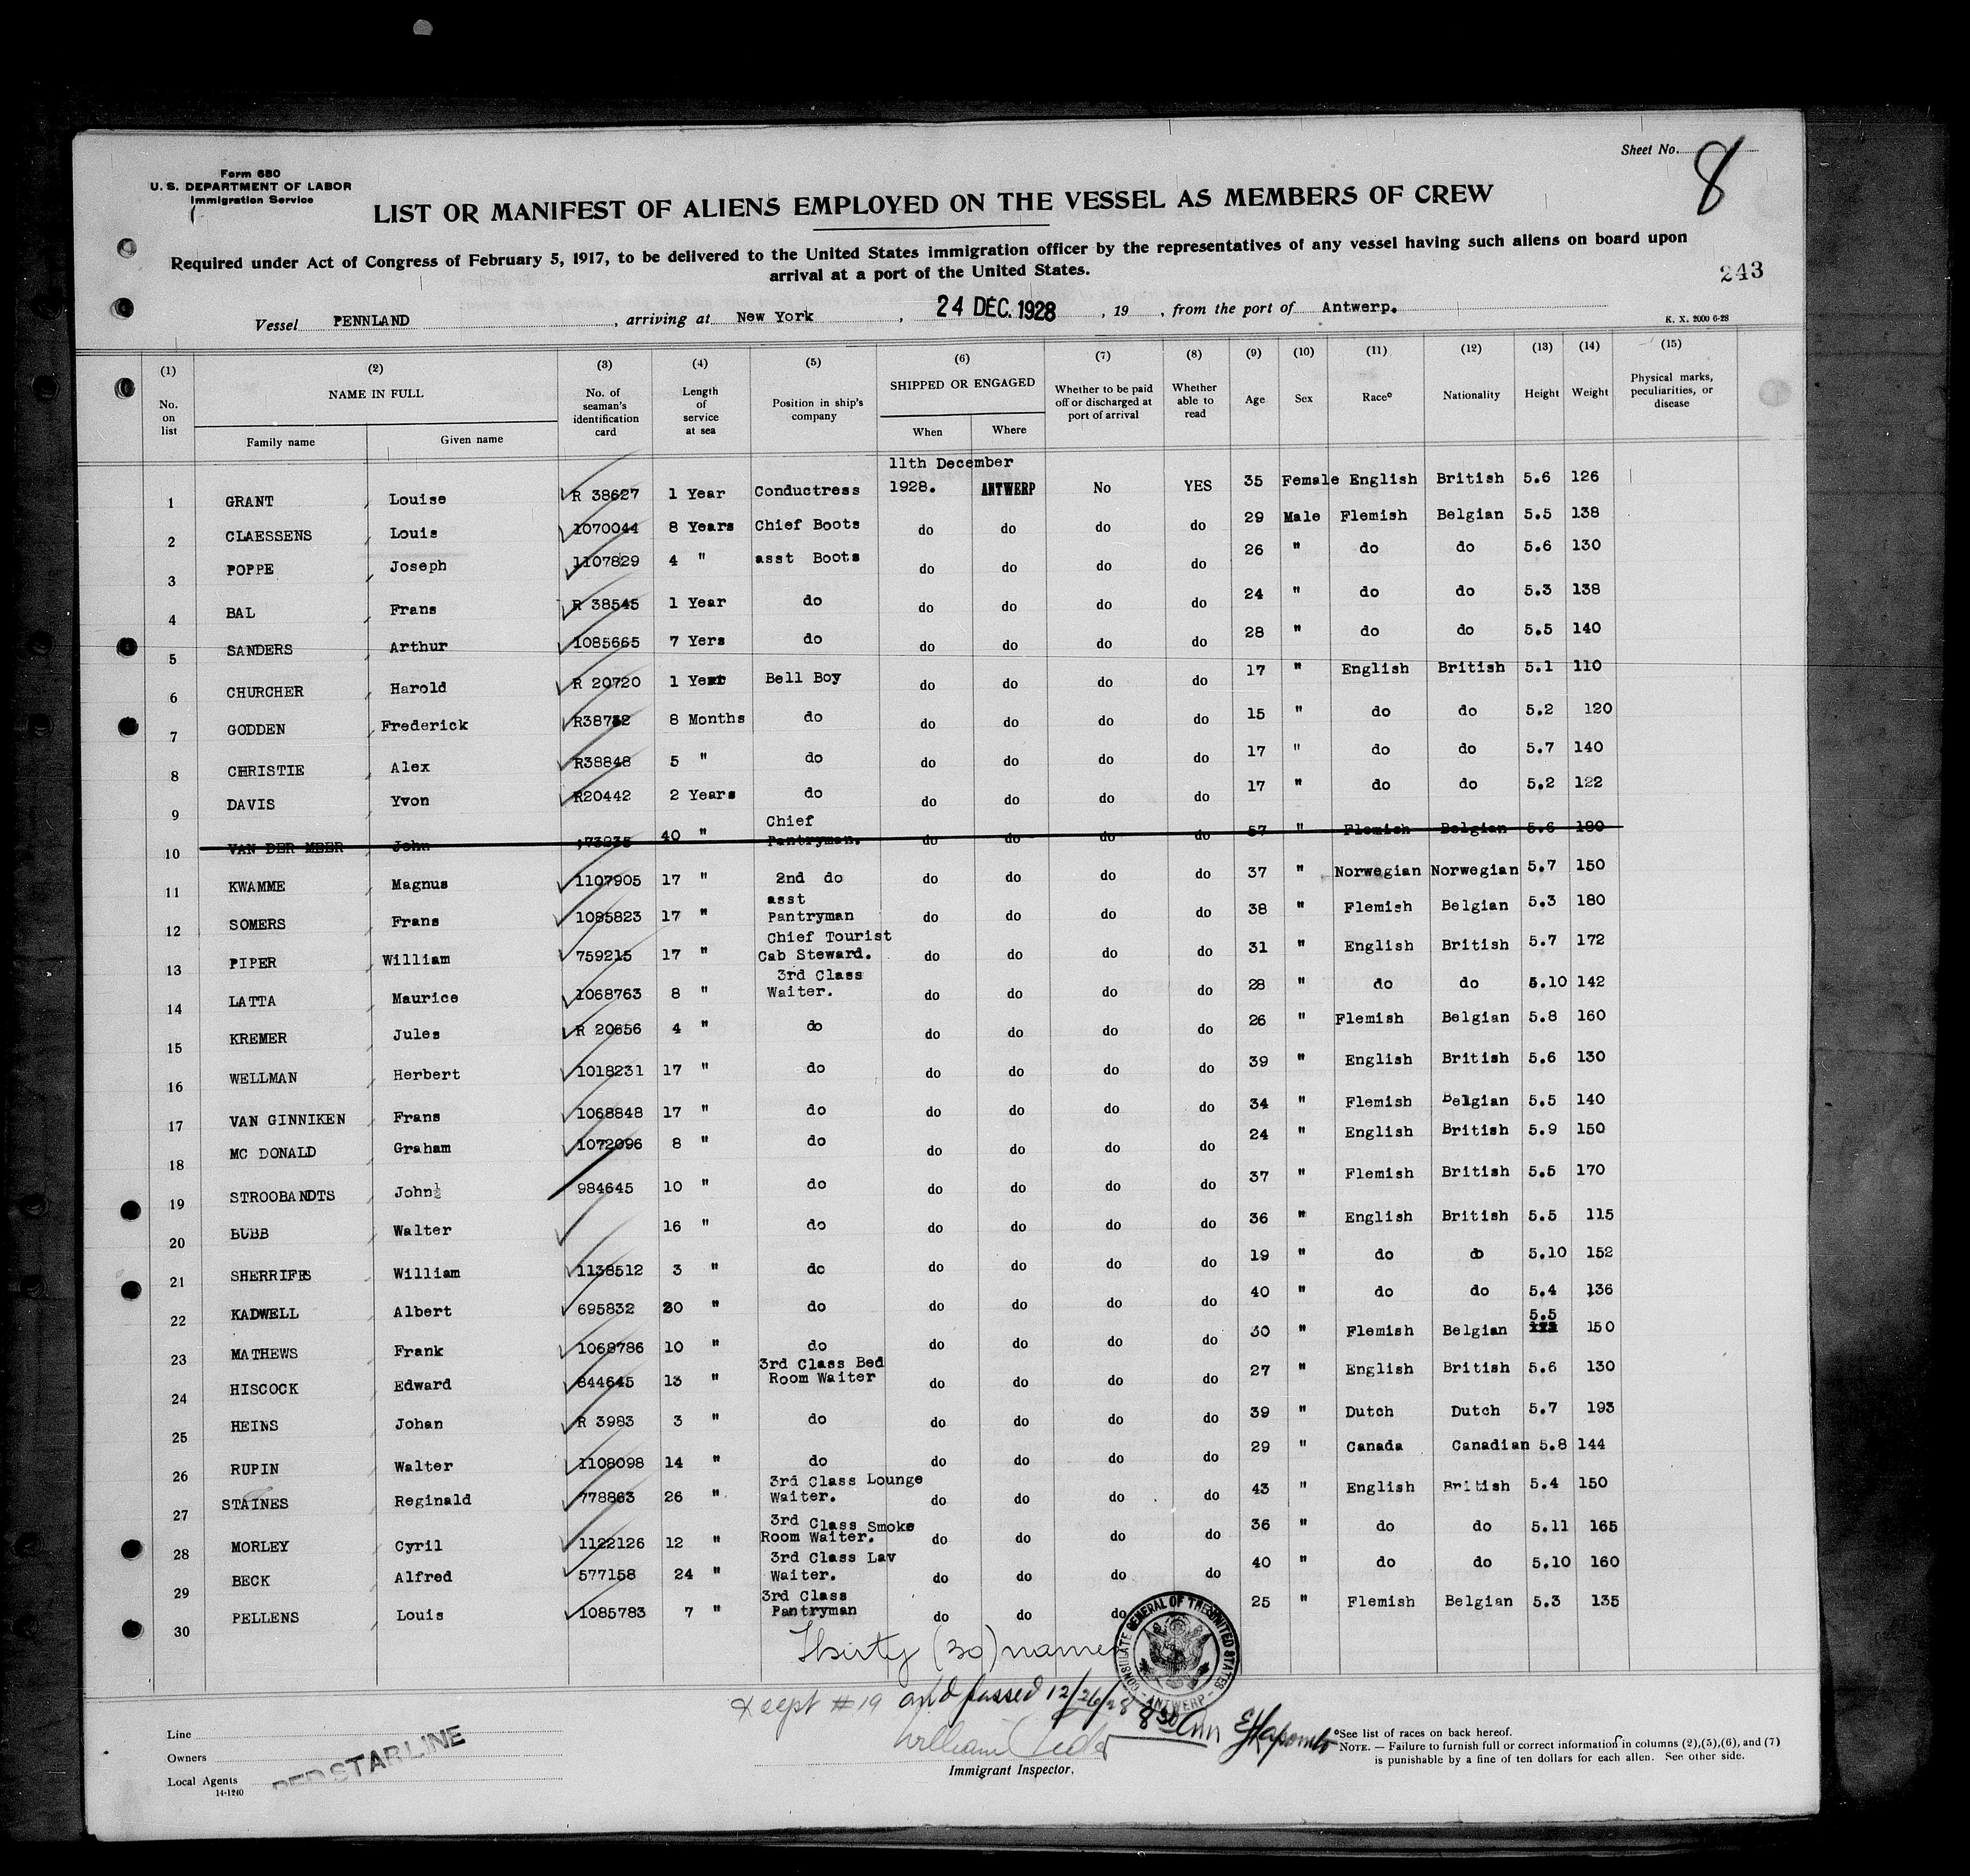 Sheet No. 8
Form 680
U. S. DEPARTMENT OF LABOR
Immigration Service
LIST OR MANIFEST OF ALIENS EMPLOYED ON THE VESSEL AS MEMBERS OF CREW
Required under Act of Congress of February 5, 1917, to be delivered to the United States immigration officer by the representatives of any vessel having such aliens on board upon
arrival at a port of the United States.
243
Vessel PENNLAND, arriving at New York, 24 DEC. 1928, 19 , from the port of Antwerp.
K. X. 2000 6-28
(1) (2) (3) (4) (5) (6) (7) (8) (9) (10) (11) (12) (13) (14) (15)
No. on list NAME IN FULL Family name Given name No. of seaman's identification card Length of service at sea Position in ship's company SHIPPED OR ENGAGED When Where Whether to be paid off or discharged at port of arrival Whether able to read Age Sex Race° Nationality Height Weight Physical marks, peculiarities, or disease
11th December
1 GRANT Louise R 38627 1 Year Conductress 1928. ANTWERP No YES 35 Female English British 5.6 126
2 CLAESSENS Louis 1070044 8 Years Chief Boots do do do do 29 Male Flemish Belgian 5.5 138
3 POPPE Joseph 1107829 4 " asst Boots do do do do 26 " do do 5.6 130
4 BAL Frans R 38545 1 Year do do do do do 24 " do do 5.3 138
5 SANDERS Arthur 1085665 7 Yers do do do do do 28 " do do 5.5 140
6 CHURCHER Harold R 20720 1 Year Bell Boy do do do do 17 " English British 5.1 110
7 GODDEN Frederick R38732 8 Months do do do do do 15 " do do 5.2 120
8 CHRISTIE Alex R38848 5 " do do do do do 17 " do do 5.7 140
9 DAVIS Yvon R20442 2 Years do do do do do 17 " do do 5.2 122
Chief
10 VAN DER MEER John 73235 40 " Pantryman. do do do do 57 " Flemish Belgian 5.6 180
11 KWAMME Magnus 1107905 17 " 2nd do do do do do 37 " Norwegian Norwegian 5.7 150
asst
12 SOMERS Frans 1085823 17 " Pantryman do do do do 38 " Flemish Belgian 5.3 180
Chief Tourist
13 PIPER William 759215 17 " Cab Steward. do do do do 31 " English British 5.7 172
3rd Class
14 LATTA Maurice 1068763 8 " Waiter. do do do do 28 " do do 5.10 142
15 KREMER Jules R 20656 4 " do do do do do 26 " Flemish Belgian 5.8 160
16 WELLMAN Herbert 1018231 17 " do do do do do 39 " English British 5.6 130
17 VAN GINNIKEN Frans 1068848 17 " do do do do do 34 " Flemish Belgian 5.5 140
18 MC DONALD Graham 1072096 8 " do do do do do 24 " English British 5.9 150
19 STROOBANDTS John 984645 10 " do do do do do 37 " Flemish British 5.5 170
20 BUBB Walter 16 " do do do do do 36 " English British 5.5 115
21 SHERRIFFS William 1138512 3 " do do do do do 19 " do do 5.10 152
22 KADWELL Albert 695832 20 " do do do do do 40 " do do 5.4 136
5.5
23 MATHEWS Frank 1068786 10 " do do do do do 30 " Flemish Belgian 150
3rd Class Bed
24 HISCOCK Edward 844645 13 " Room Waiter do do do do 27 " English British 5.6 130
25 HEINS Johan R 3983 3 " do do do do do 39 " Dutch Dutch 5.7 193
26 RUPIN Walter 1108098 14 " do do do do do 29 " Canada Canadian 5.8 144
3rd Class Lounge
27 STAINES Reginald 778863 26 " Waiter. do do do do 43 " English British 5.4 150
3rd Class Smoke
28 MORLEY Cyril 1122126 12 " Room Waiter. do do do do 36 " do do 5.11 165
3rd Class Lav
29 BECK Alfred 577158 24 " Waiter. do do do do 40 " do do 5.10 160
3rd Class
30 PELLENS Louis 1085783 7 " Pantryman do do do 25 " Flemish Belgian 5.3 135
Thirty (30) names
CONSULATE GENERAL OF THE UNITED STATES - ANTWERP -
Xcept #19 and passed 12/26/28 8 30 am
William
Immigrant Inspector.
Line
Owners
Local Agents
14-1240
RED STAR LINE
°See list of races on back hereof.
NOTE. — Failure to furnish full or correct information in columns (2),(5),(6), and (7)
is punishable by a fine of ten dollars for each alien. See other side.